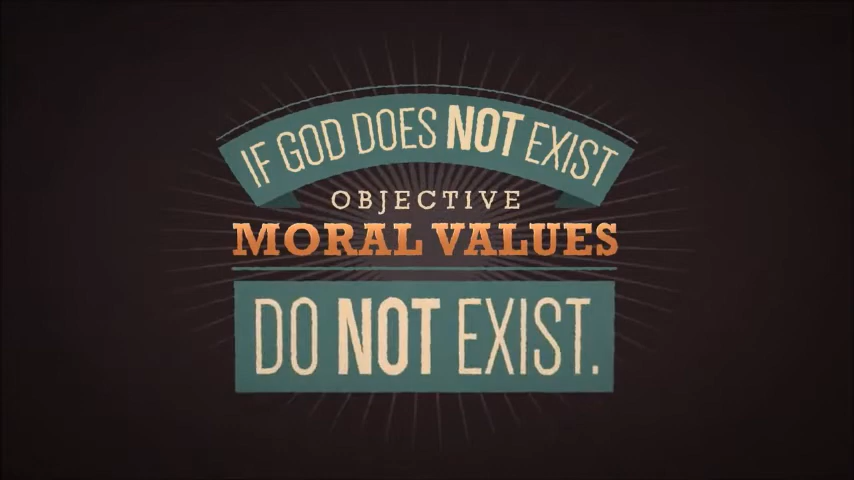 IF GOD DOES NOT EXIST
OBJECTIVE
MORAL VALUES
DO NOT EXIST.